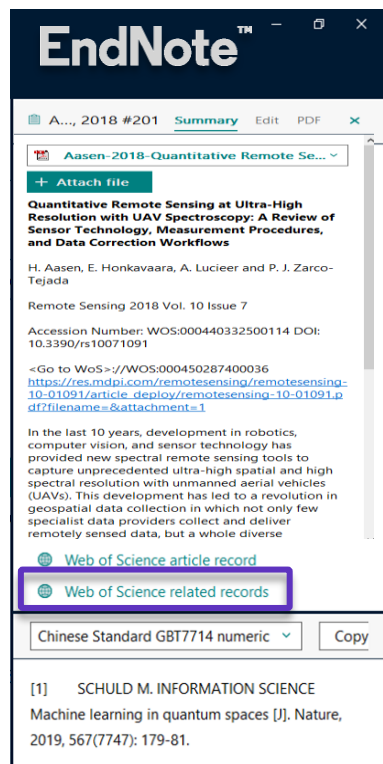 EndNote™
A..., 2018 #201 Summary Edit PDF
Aasen-2018-Quantitative Remote Se...
+ Attach file
Quantitative Remote Sensing at Ultra-High
Resolution with UAV Spectroscopy: A Review of
Sensor Technology, Measurement Procedures,
and Data Correction Workflows
H. Aasen, E. Honkavaara, A. Lucieer and P. J. Zarco-
Tejada
Remote Sensing 2018 Vol. 10 Issue 7
Accession Number: WOS:000440332500114 DOI:
10.3390/rs10071091
<Go to WoS>://WOS:000450287400036
https://res.mdpi.com/remotesensing/remotesensing-
10-01091/article_deploy/remotesensing-10-01091.p
df?filename=&attachment=1
In the last 10 years, development in robotics,
computer vision, and sensor technology has
provided new spectral remote sensing tools to
capture unprecedented ultra-high spatial and high
spectral resolution with unmanned aerial vehicles
(UAVs). This development has led to a revolution in
geospatial data collection in which not only few
specialist data providers collect and deliver
remotely sensed data, but a whole diverse
Web of Science article record
Web of Science related records
Chinese Standard GBT7714 numeric Copy
[1] SCHULD M. INFORMATION SCIENCE
Machine learning in quantum spaces [J]. Nature,
2019, 567(7747): 179-81.